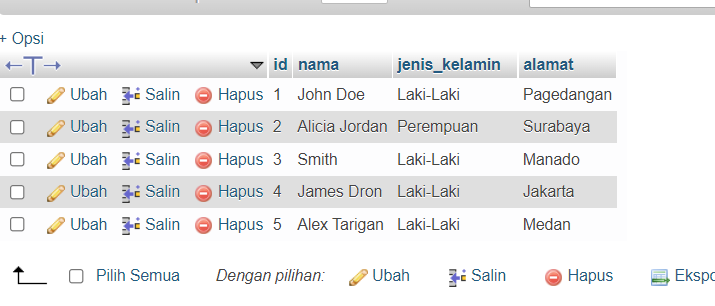 + Opsi
←T→ id nama jenis_kelamin alamat
Ubah Salin Hapus 1 John Doe Laki-Laki Pagedangan
Ubah Salin Hapus 2 Alicia Jordan Perempuan Surabaya
Ubah Salin Hapus 3 Smith Laki-Laki Manado
Ubah Salin Hapus 4 James Dron Laki-Laki Jakarta
Ubah Salin Hapus 5 Alex Tarigan Laki-Laki Medan
Pilih Semua Dengan pilihan: Ubah Salin Hapus Ekspo